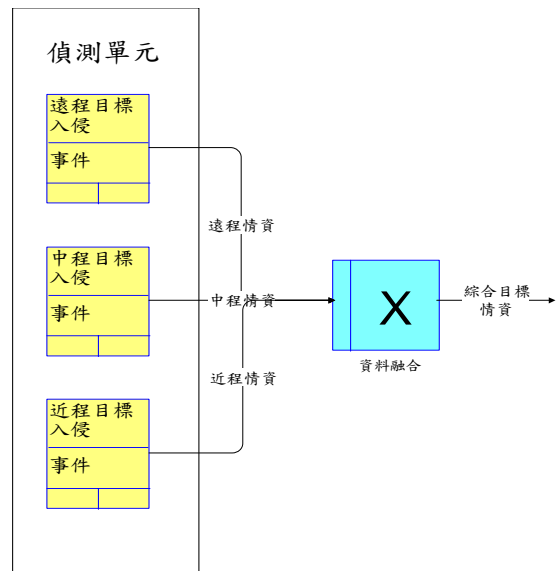 偵測單元
遠程目標
入侵
事件
遠程情資
中程目標
入侵
事件
中程情資
X
綜合目標
情資
資料融合
近程情資
近程目標
入侵
事件